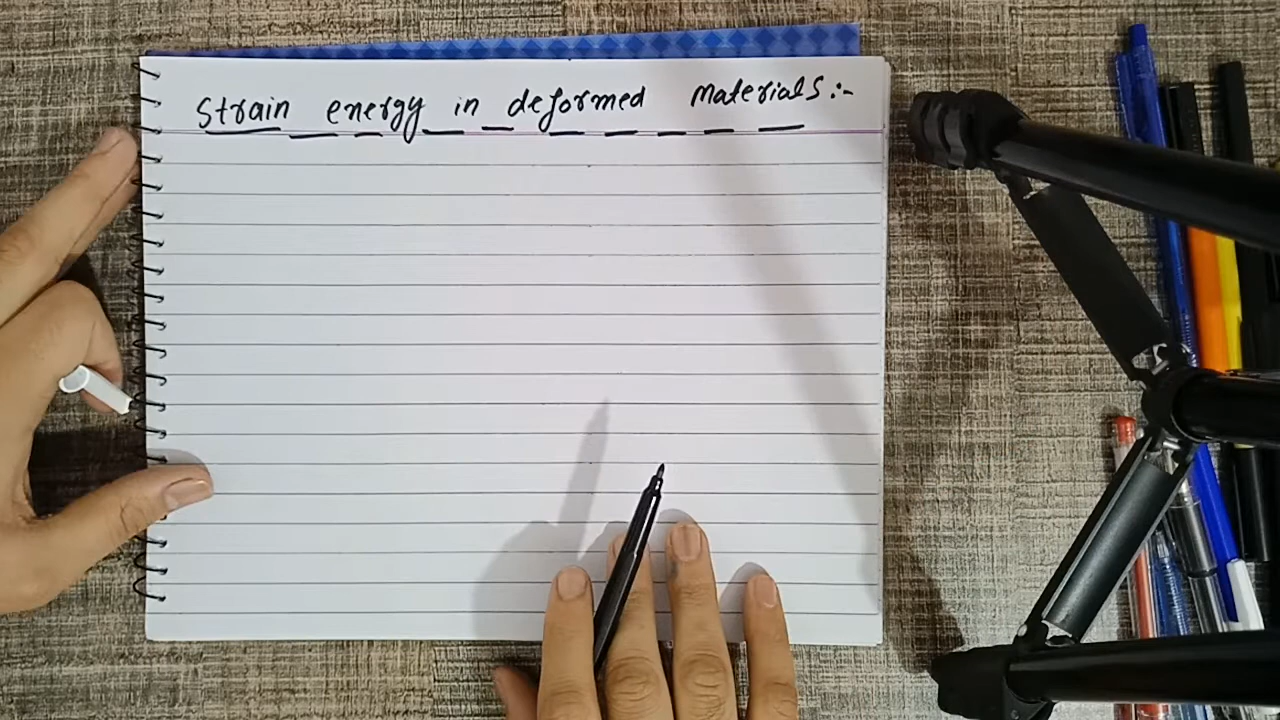 Strain energy in deformed materials :-